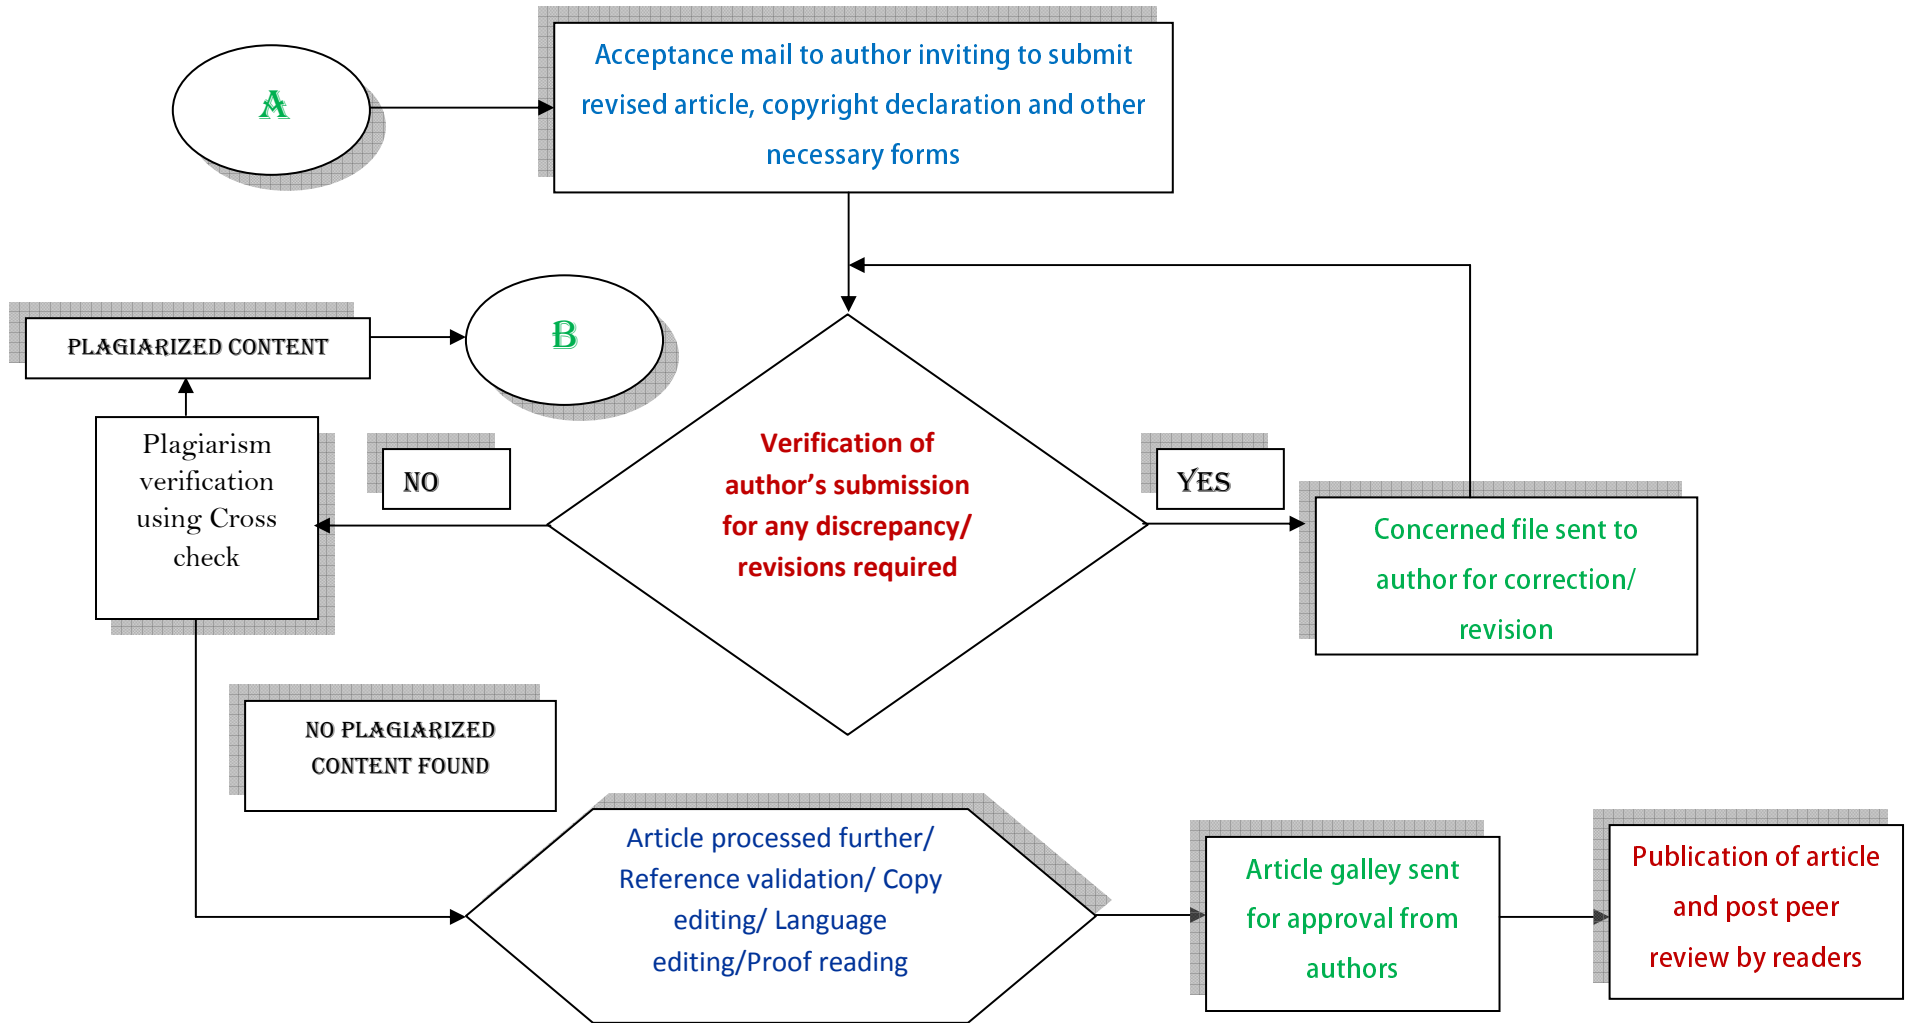 A
Acceptance mail to author inviting to submit
revised article, copyright declaration and other
necessary forms
PLAGIARIZED CONTENT
B
Plagiarism
verification
using Cross
check
NO
Verification of
author’s submission
for any discrepancy/
revisions required
YES
Concerned file sent to
author for correction/
revision
NO PLAGIARIZED
CONTENT FOUND
Article processed further/
Reference validation/ Copy
editing/ Language
editing/Proof reading
Article galley sent
for approval from
authors
Publication of article
and post peer
review by readers